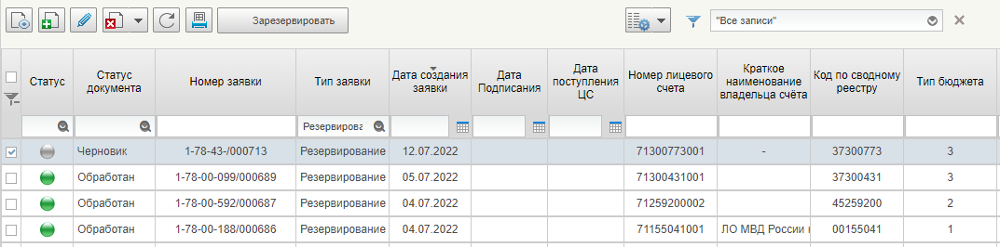 Зарезервировать "Все записи"
Статус Статус документа Номер заявки Тип заявки Дата создания заявки Дата Подписания Дата поступления ЦС Номер лицевого счета Краткое наименование владельца счёта Код по сводному реестру Тип бюджета
Резервирова
Черновик 1-78-43-/000713 Резервирование 12.07.2022 71300773001 - 37300773 3
Обработан 1-78-00-099/000689 Резервирование 05.07.2022 71300431001 37300431 3
Обработан 1-78-00-592/000687 Резервирование 04.07.2022 71259200002 45259200 2
Обработан 1-78-00-188/000686 Резервирование 04.07.2022 71155041001 ЛО МВД России н 00155041 1